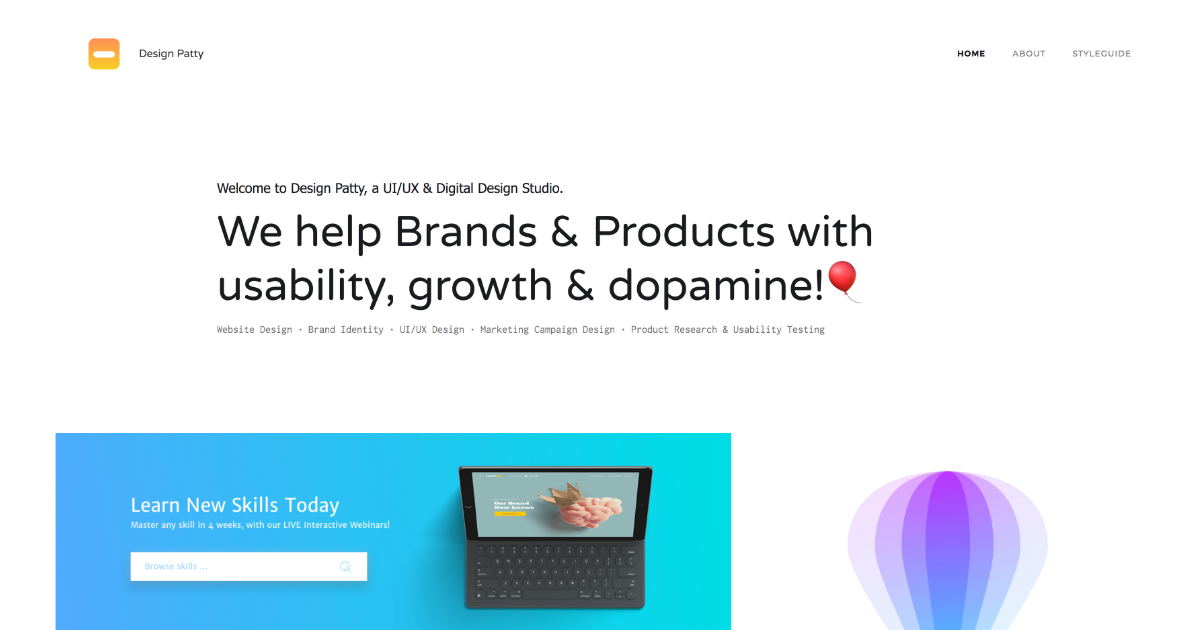 Design Patty
HOME
ABOUT
STYLEGUIDE
Welcome to Design Patty, a UI/UX & Digital Design Studio.
We help Brands & Products with
usability, growth & dopamine!
Website Design · Brand Identity · UI/UX Design · Marketing Campaign Design · Product Research & Usability Testing
Learn New Skills Today
Master any skill in 4 weeks, with our LIVE Interactive Webinars!
Browse skills ...
Our Brand